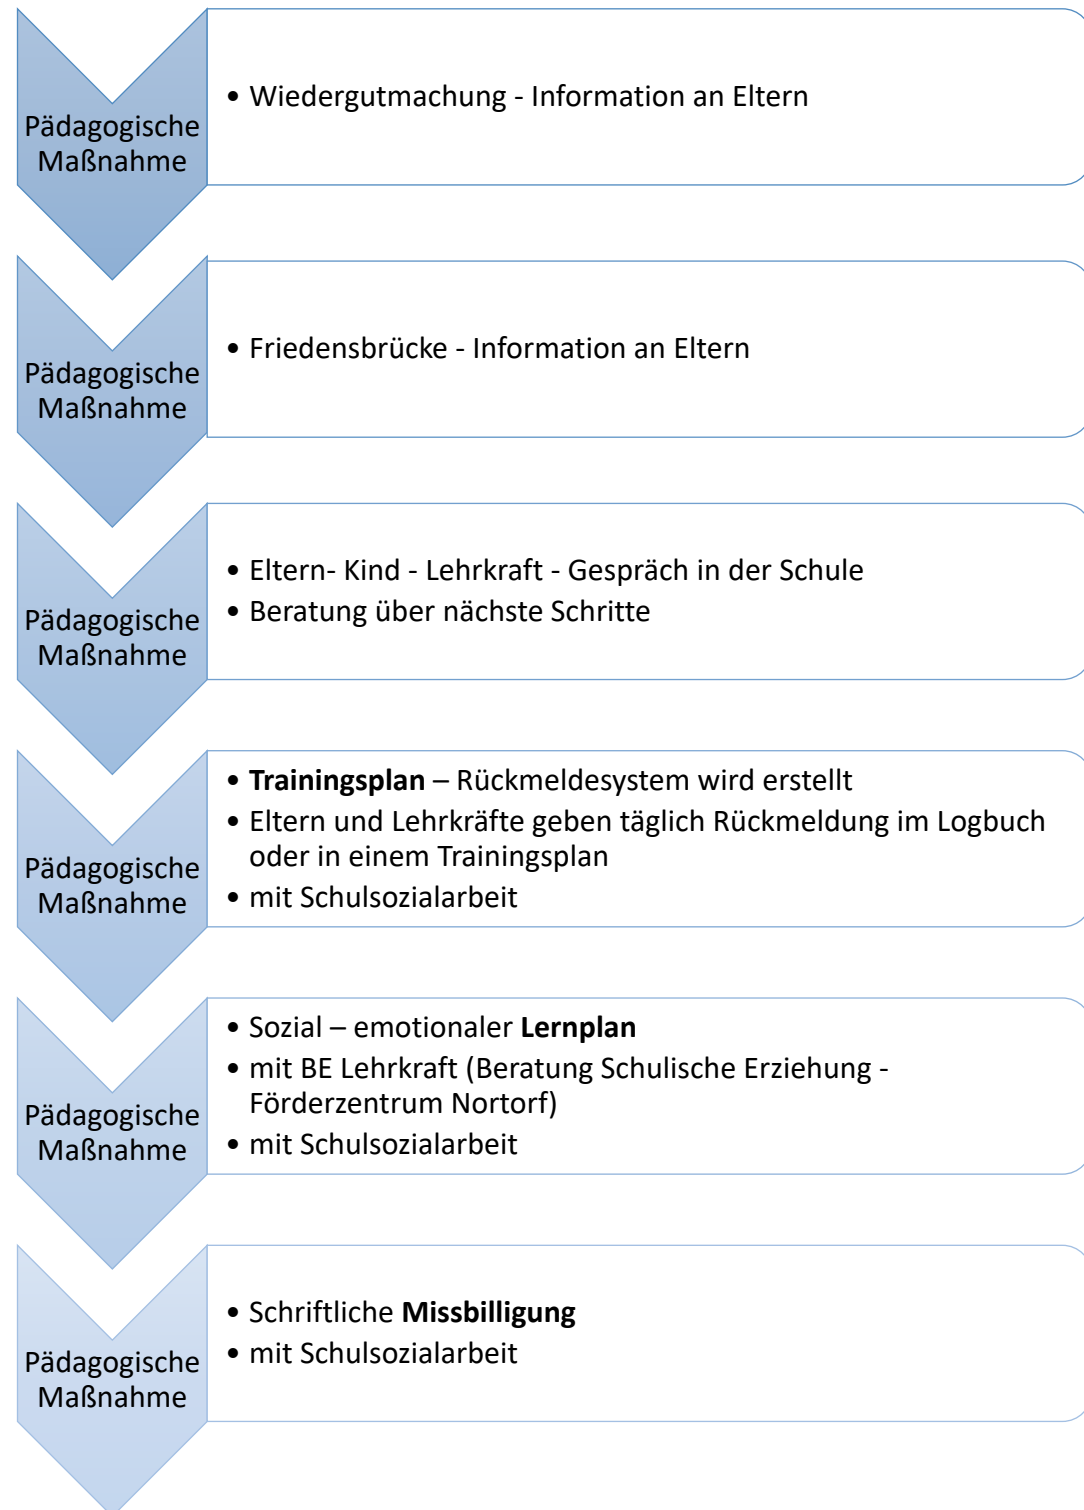 Pädagogische
Maßnahme
• Wiedergutmachung - Information an Eltern
Pädagogische
Maßnahme
• Friedensbrücke - Information an Eltern
Pädagogische
Maßnahme
• Eltern- Kind - Lehrkraft - Gespräch in der Schule
• Beratung über nächste Schritte
Pädagogische
Maßnahme
• Trainingsplan – Rückmeldesystem wird erstellt
• Eltern und Lehrkräfte geben täglich Rückmeldung im Logbuch
oder in einem Trainingsplan
• mit Schulsozialarbeit
Pädagogische
Maßnahme
• Sozial – emotionaler Lernplan
• mit BE Lehrkraft (Beratung Schulische Erziehung -
Förderzentrum Nortorf)
• mit Schulsozialarbeit
Pädagogische
Maßnahme
• Schriftliche Missbilligung
• mit Schulsozialarbeit